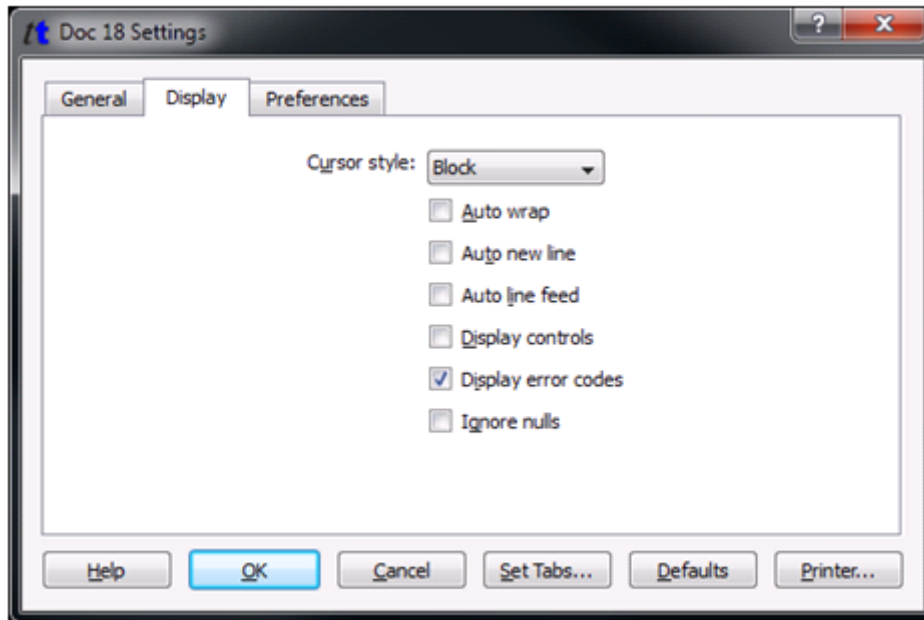 tt Doc 18 Settings ? X
General Display Preferences
Cursor style: Block
Auto wrap
Auto new line
Auto line feed
Display controls
Display error codes
Ignore nulls
Help OK Cancel Set Tabs... Defaults Printer...